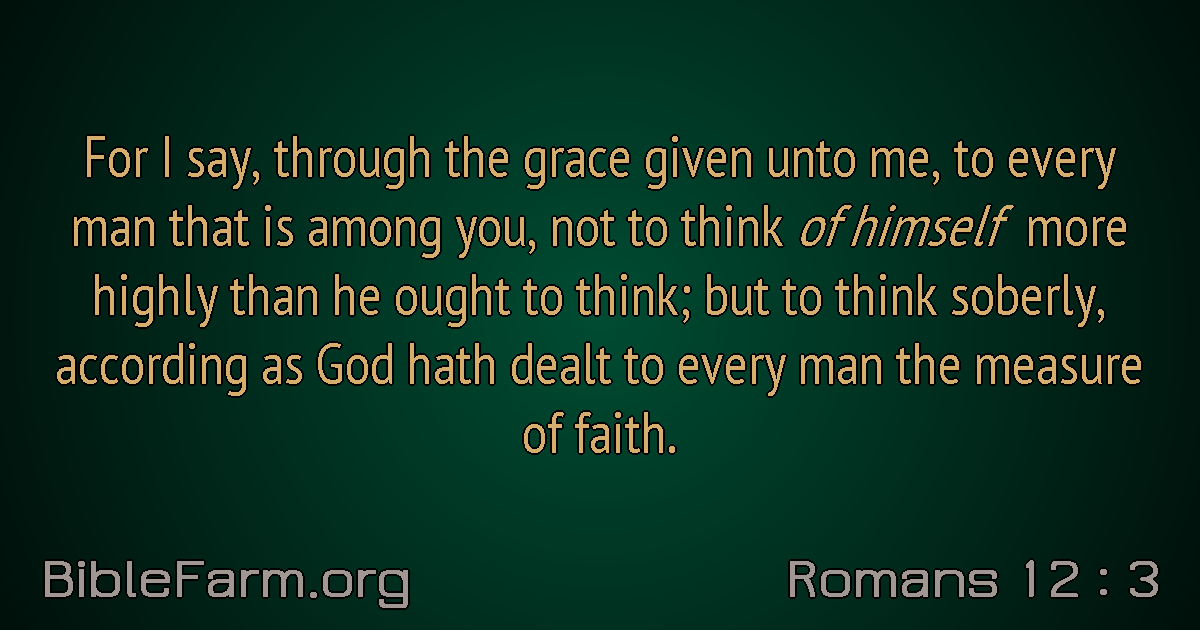 For I say, through the grace given unto me, to every
man that is among you, not to think of himself more
highly than he ought to think; but to think soberly,
according as God hath dealt to every man the measure
of faith.
BibleFarm.org
Romans 12 : 3